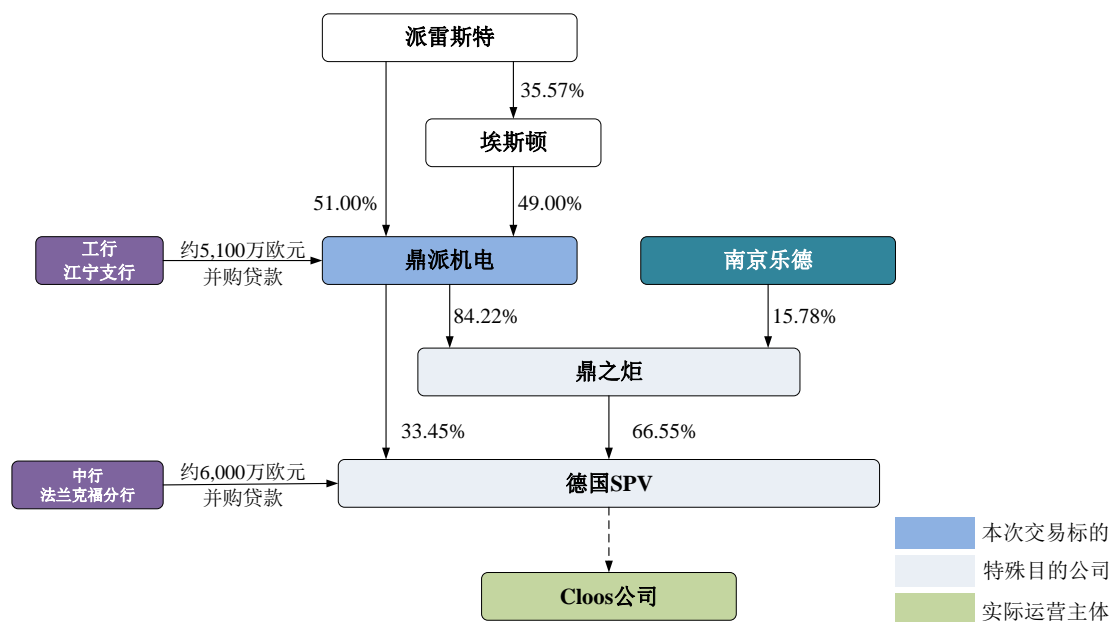 派雷斯特
35.57%
埃斯顿
51.00%
49.00%
工行
江宁支行
约5,100万欧元
并购贷款
鼎派机电
南京乐德
84.22%
15.78%
鼎之炬
33.45%
66.55%
中行
法兰克福分行
约6,000万欧元
并购贷款
德国SPV
本次交易标的
特殊目的公司
Cloos公司
实际运营主体